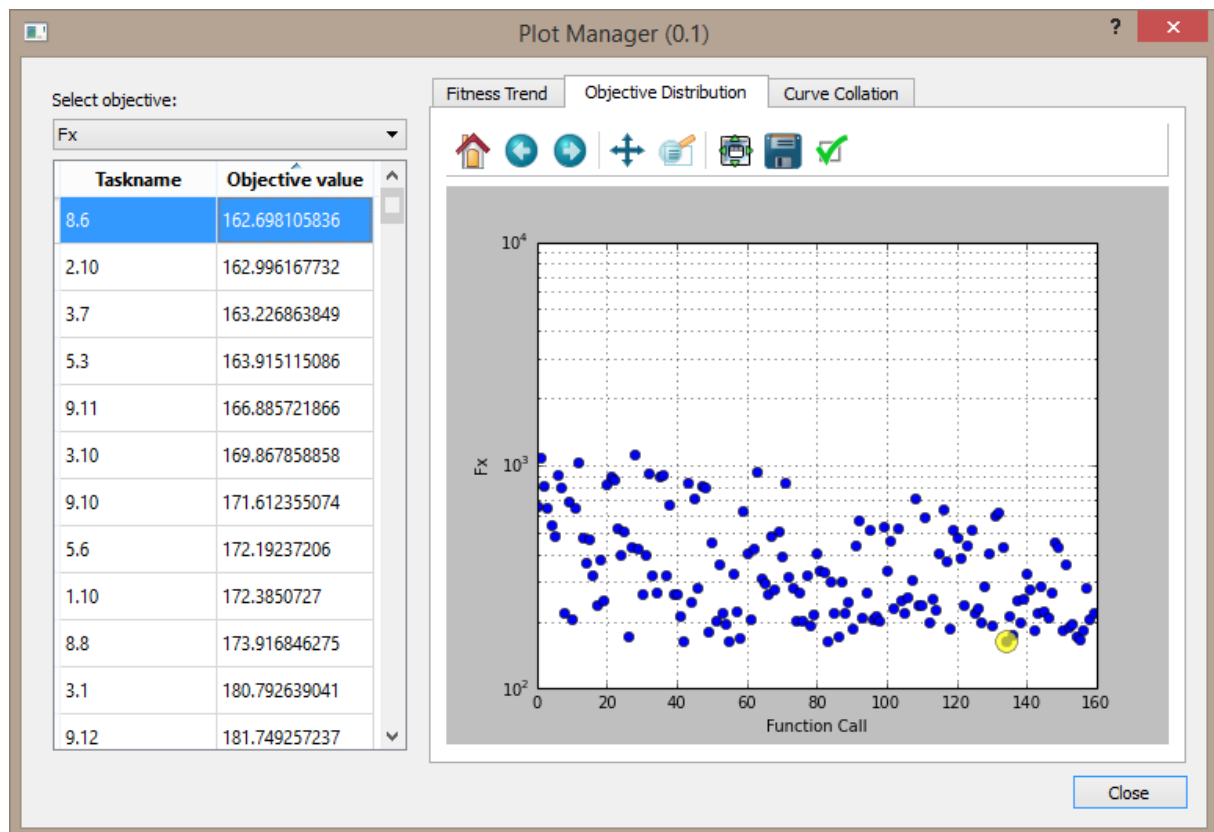 Plot Manager (0.1)
?
Select objective:
Fx
Taskname Objective value
8.6 162.698105836
2.10 162.996167732
3.7 163.226863849
5.3 163.915115086
9.11 166.885721866
3.10 169.867858858
9.10 171.612355074
5.6 172.19237206
1.10 172.3850727
8.8 173.916846275
3.1 180.792639041
9.12 181.749257237
Fitness Trend Objective Distribution Curve Collation
10⁴
10³
10²
Fx
0 20 40 60 80 100 120 140 160
Function Call
Close